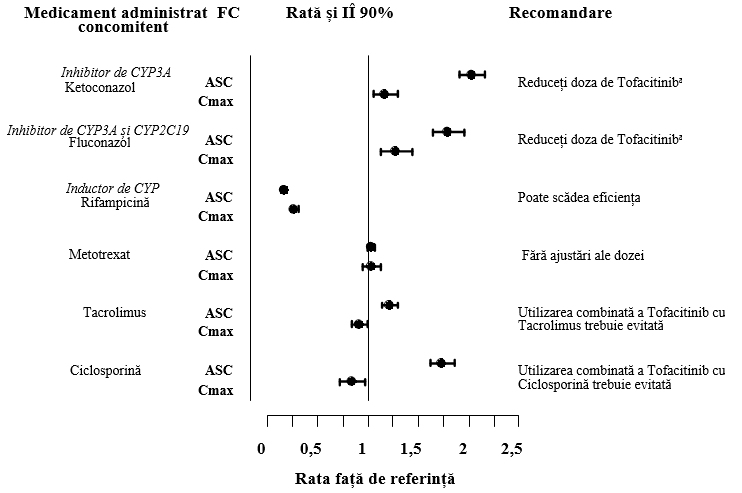 Medicament administrat FC Rată și IÎ 90% Recomandare
concomitent
Inhibitor de CYP3A
Ketoconazol ASC Reduceți doza de Tofacitinibᵃ
Cmax
Inhibitor de CYP3A și CYP2C19
Fluconazol ASC Reduceți doza de Tofacitinibᵃ
Cmax
Inductor de CYP
Rifampicină ASC Poate scădea eficiența
Cmax
Metotrexat ASC Fără ajustări ale dozei
Cmax
Tacrolimus ASC Utilizarea combinată a Tofacitinib cu
Cmax Tacrolimus trebuie evitată
Ciclosporină ASC Utilizarea combinată a Tofacitinib cu
Cmax Ciclosporină trebuie evitată
0 0,5 1 1,5 2 2,5
Rata față de referință